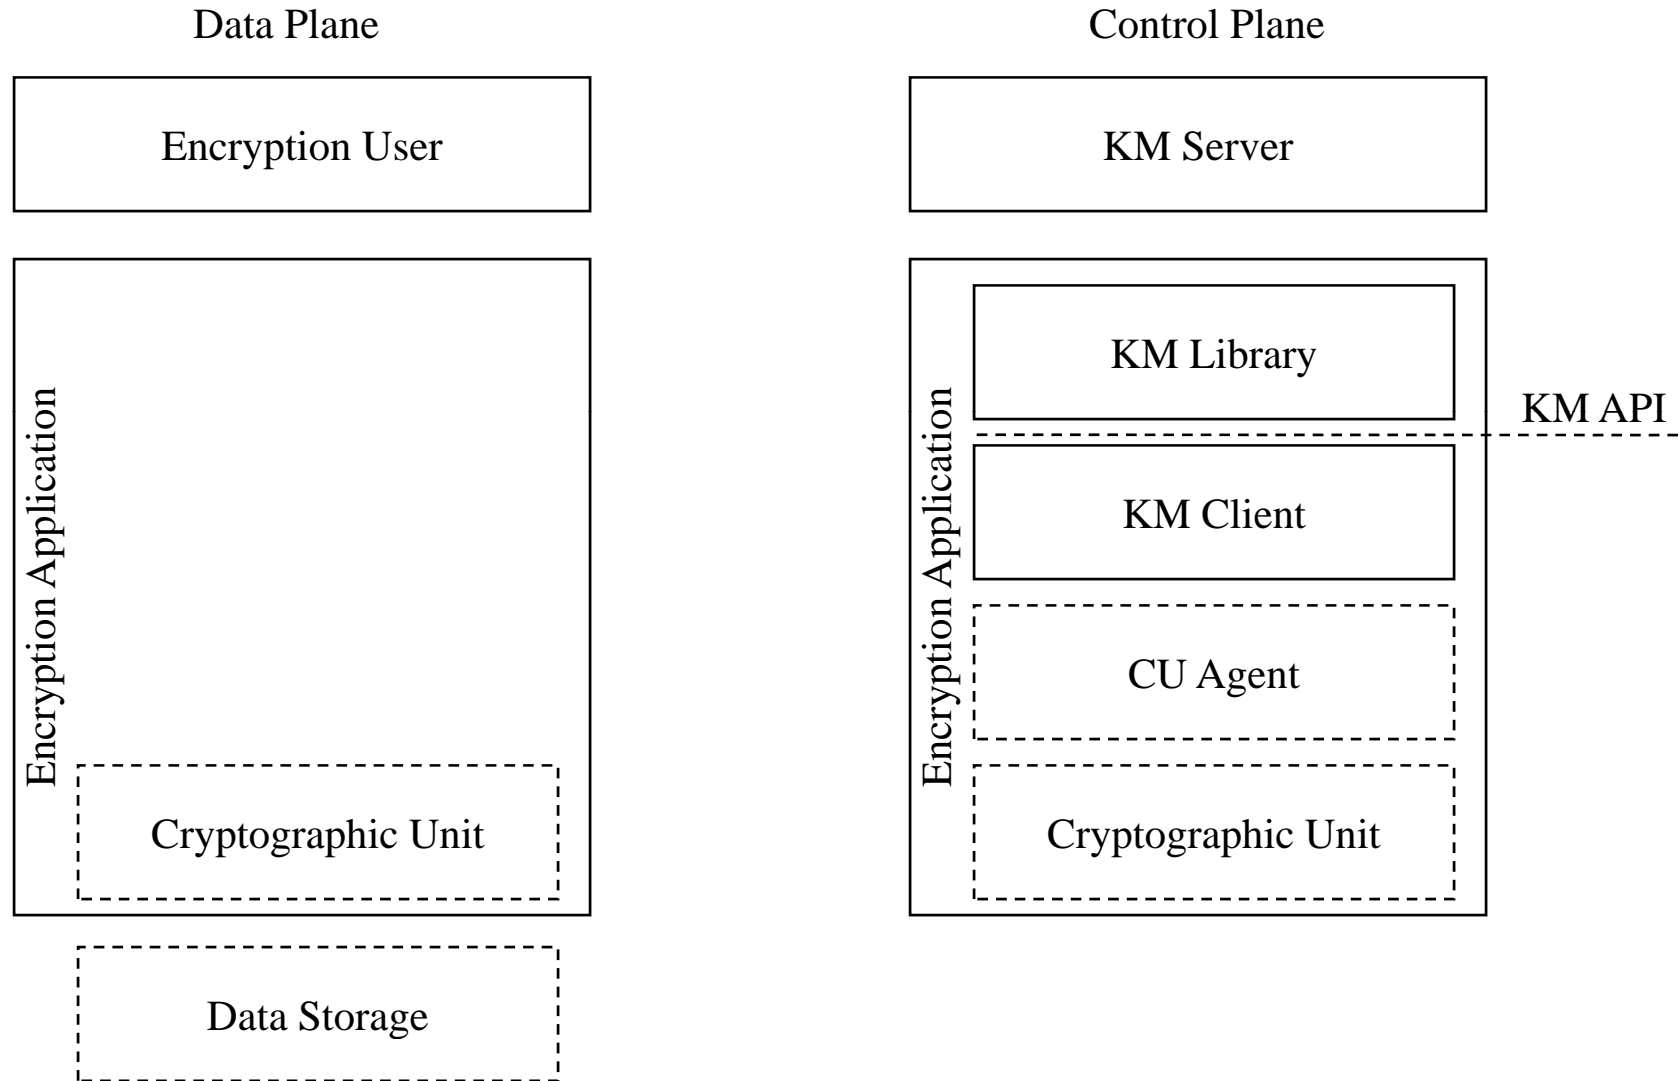 Data Plane
Control Plane
Encryption User
KM Server
Encryption Application
Cryptographic Unit
Data Storage
Encryption Application
KM Library
KM API
KM Client
CU Agent
Cryptographic Unit